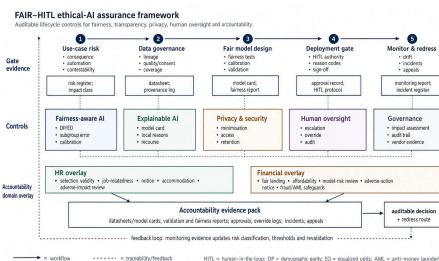 FAIR–HITL ethical-AI assurance framework
Auditable lifecycle controls for fairness, transparency, privacy, human oversight and accountability.
1 2 3 4 5
Use-case risk
• consequence
• automation
• contestability
Data governance
• lineage
• quality/consent
• coverage
Fair model design
• fairness tests
• calibration
• validation
Deployment gate
• HITL authority
• reason codes
• sign-off
Monitor & redress
• drift
• incidents
• appeals
Gate
evidence
risk register;
impact class
datasheet;
provenance log
model card;
fairness report
approval record;
HITL protocol
monitoring report;
incident register
Controls
Fairness-aware AI
• DP/ED
• subgroup error
• calibration
Explainable AI
• model card
• local reasons
• recourse
Privacy & security
• minimisation
• access
• retention
Human oversight
• escalation
• override
• audit
Governance
• impact assessment
• audit trail
• vendor evidence
Accountability
domain overlay
HR overlay
• selection validity • job-relatedness • notice • accommodation •
adverse-impact review
Financial overlay
• fair lending • affordability • model-risk review • adverse-action
notice • fraud/AML safeguards
Accountability evidence pack
datasheets/model cards; validation and fairness reports; approvals; override logs; incidents; appeals
auditable decision
+ redress route
feedback loop: monitoring evidence updates risk classification, thresholds and revalidation
= workflow
= traceability/feedback
HITL = human-in-the-loop; DP = demographic parity; ED = equalized odds; AML = anti-money launder